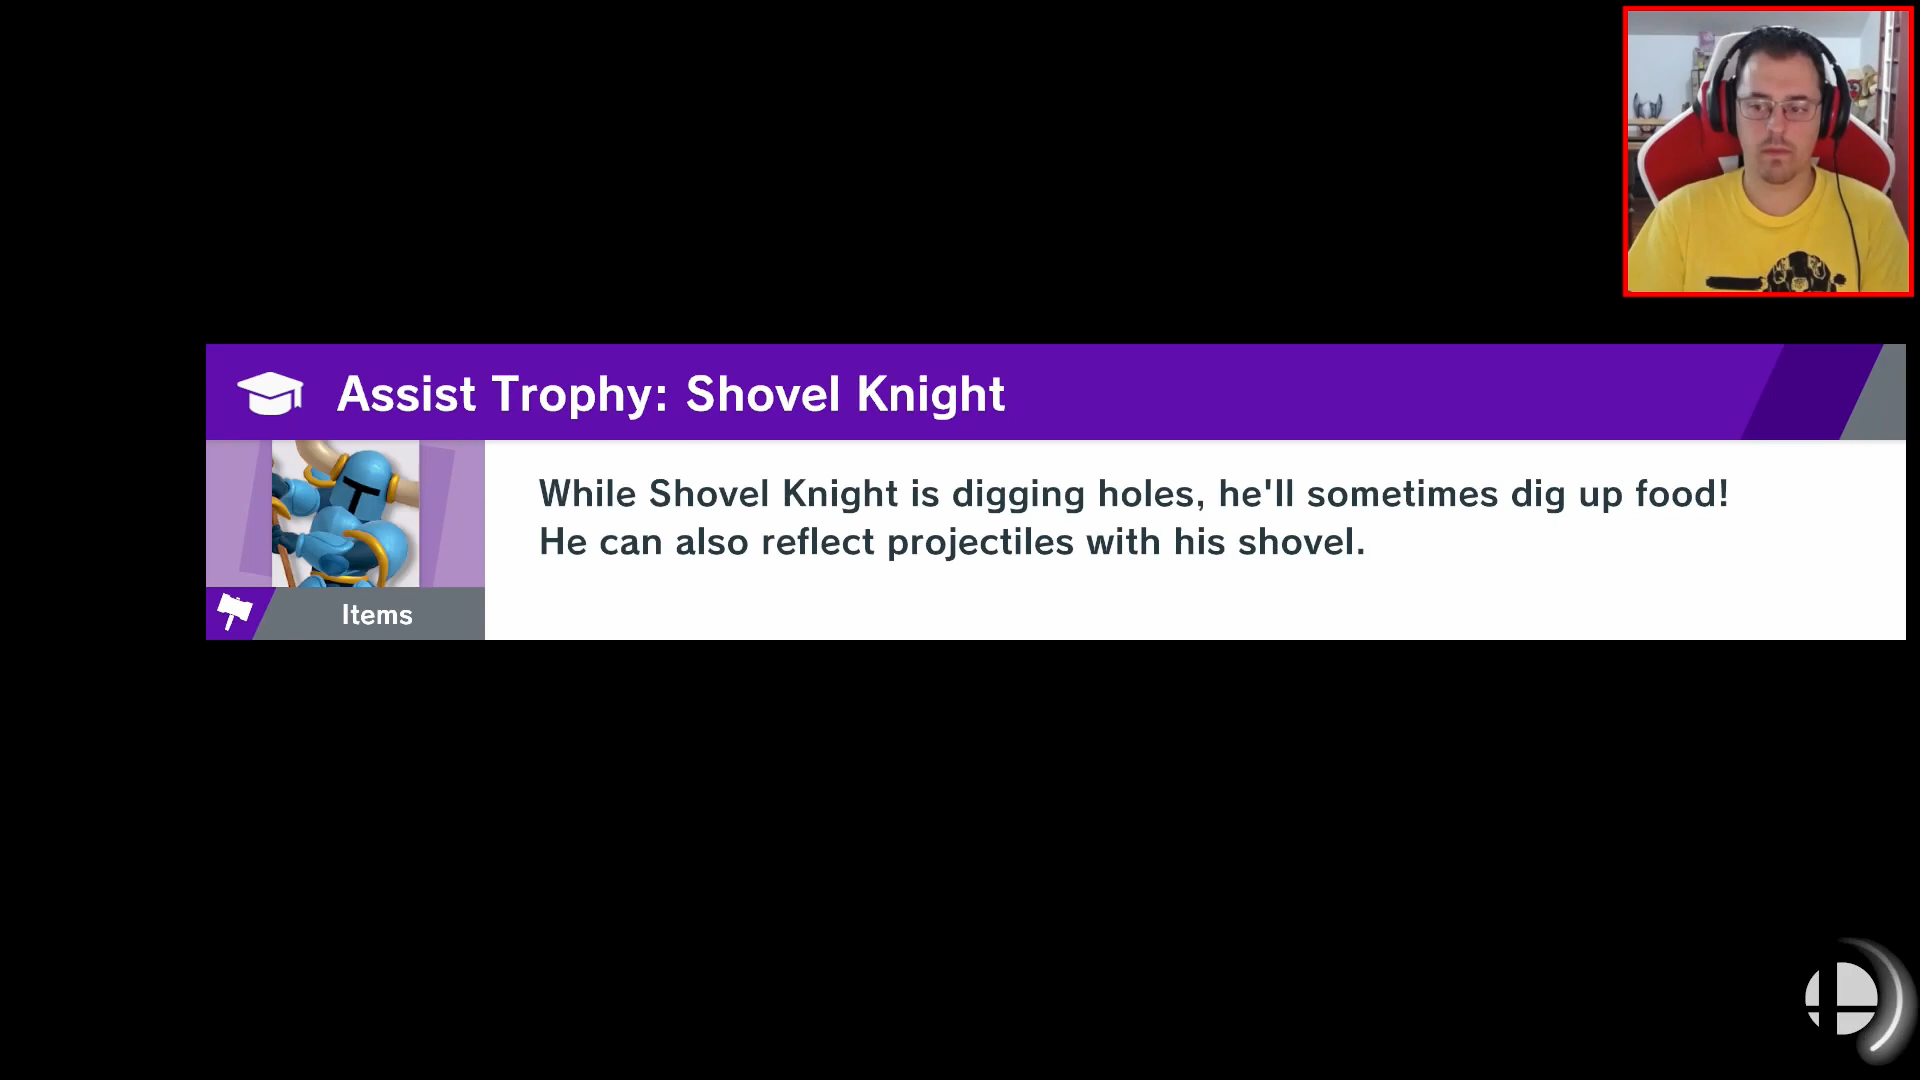 Assist Trophy: Shovel Knight
While Shovel Knight is digging holes, he'll sometimes dig up food!
He can also reflect projectiles with his shovel.
Items